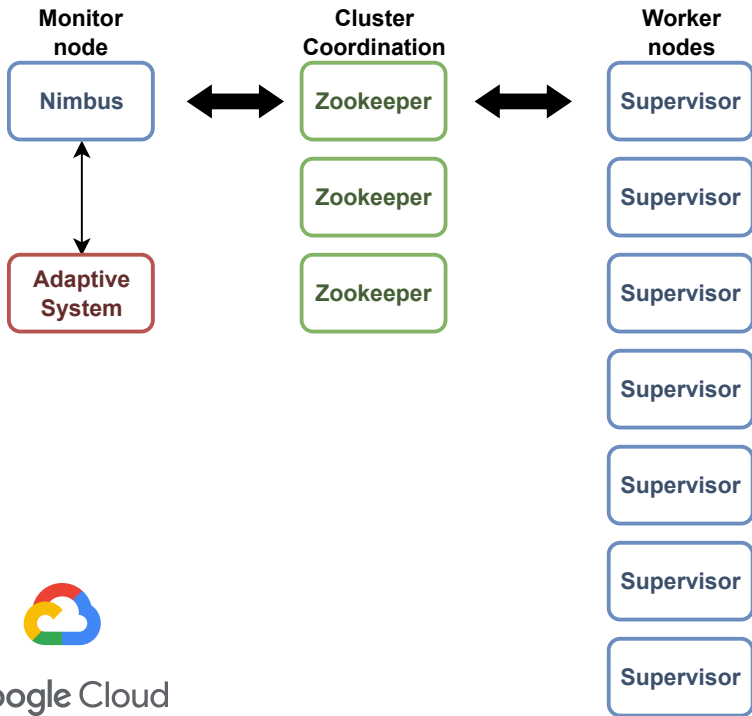 Monitor
node
Cluster
Coordination
Worker
nodes
Nimbus
Zookeeper
Supervisor
Zookeeper
Supervisor
Adaptive
System
Zookeeper
Supervisor
Supervisor
Supervisor
Supervisor
Supervisor
oogle Cloud